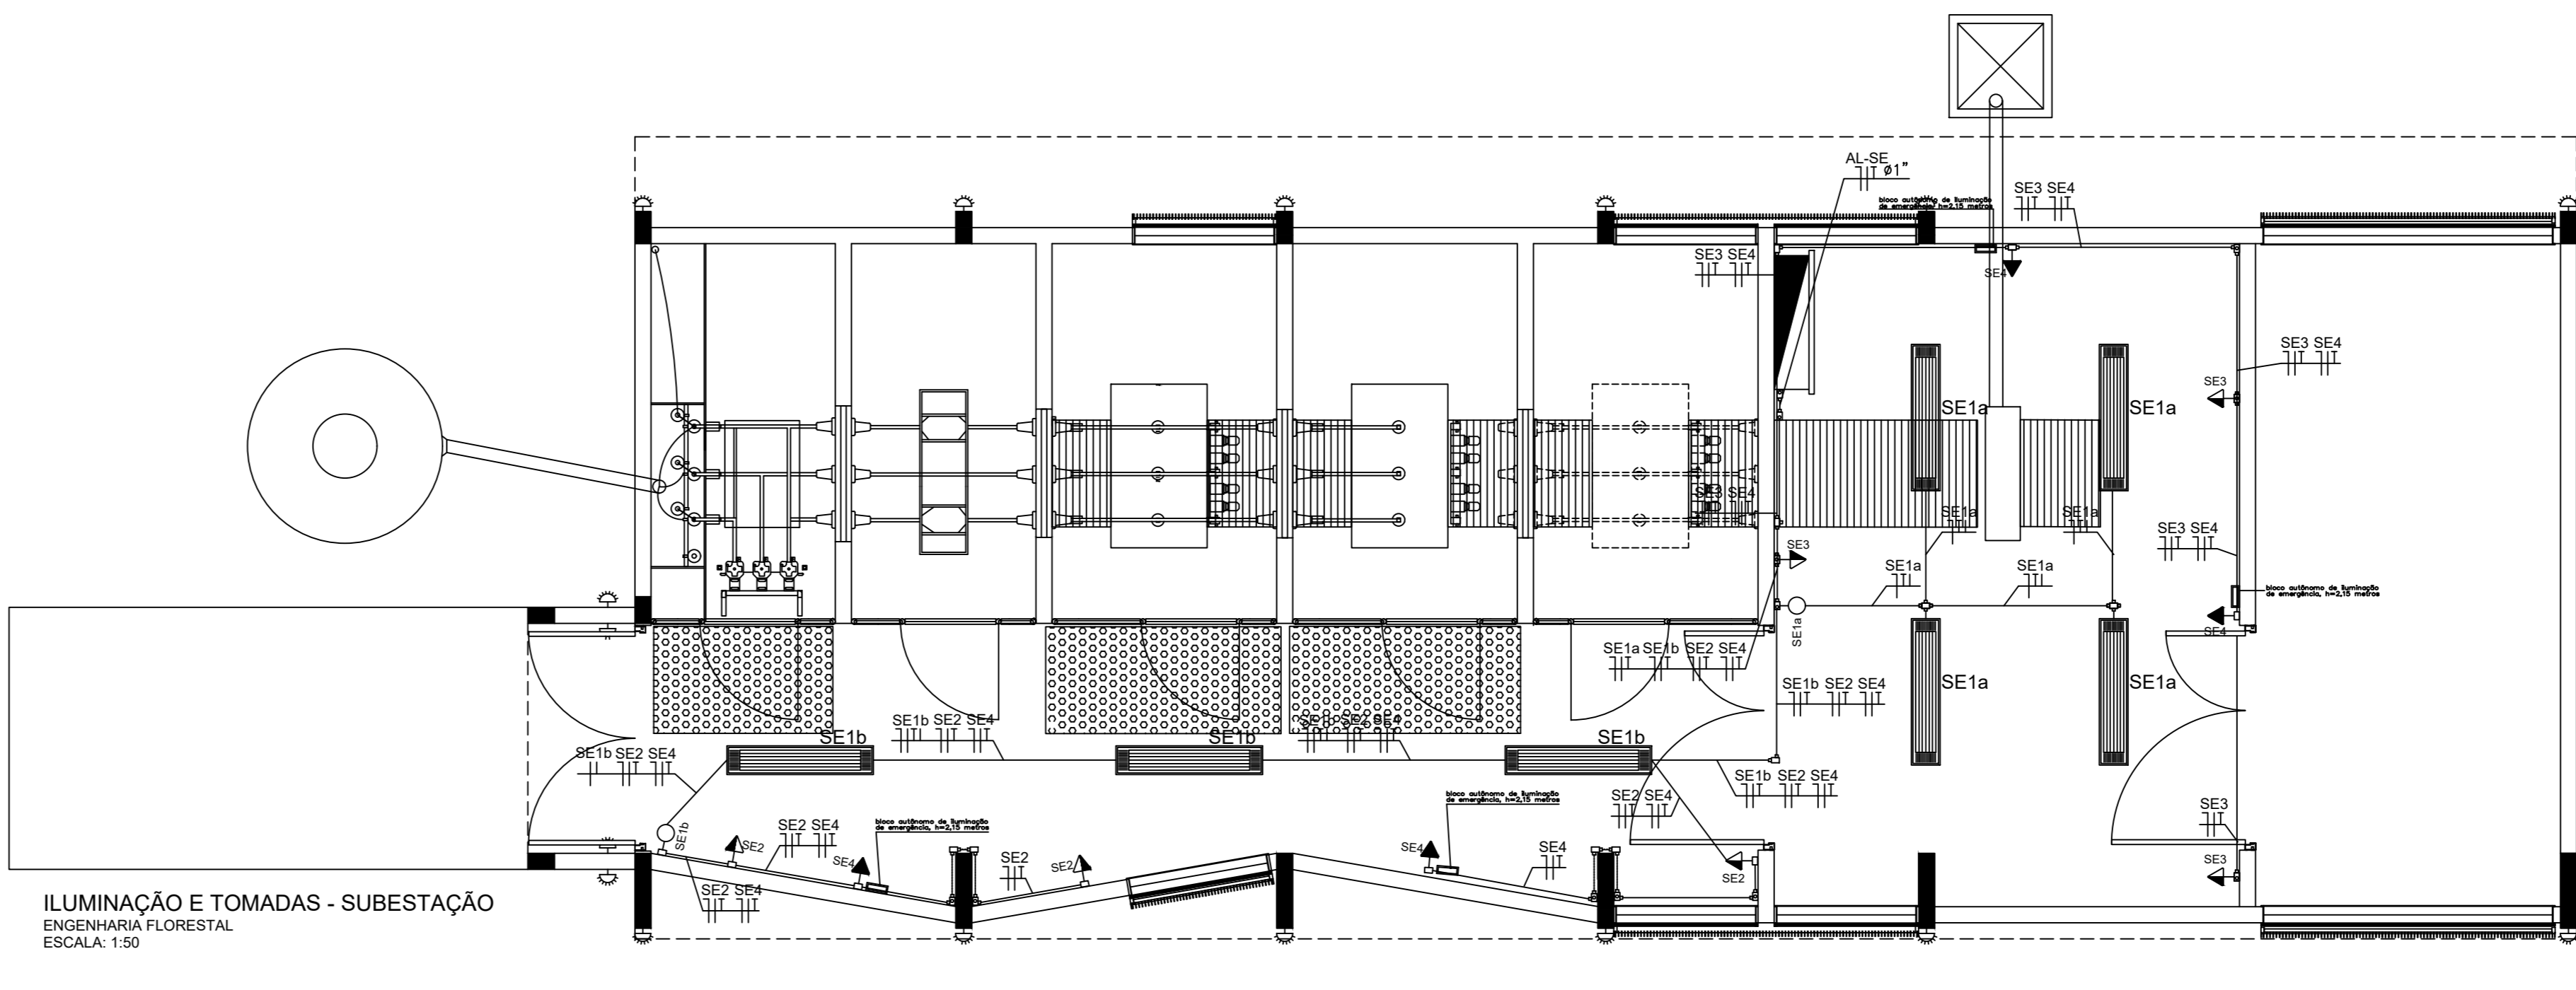 AL-SE
ø1"
bloco autônomo de iluminação
de emergência, h=2,15 metros
SE3 SE4
SE4
SE3 SE4
SE3 SE4
SE3
SE1a
SE1a
SE3 SE4
SE1a
SE1a
SE3 SE4
SE3
SE1a
SE1a
bloco autônomo de iluminação
de emergência, h=2,15 metros
SE4
SE1a
SE1a SE1b SE2 SE4
SE1b SE2 SE4
SE1a
SE1a
SE1b SE2 SE4
SE1b SE2 SE4
SE1b
SE1b
SE1b
SE1b SE2 SE4
SE1b SE2 SE4
SE2 SE4
bloco autônomo de iluminação
de emergência, h=2,15 metros
SE3
bloco autônomo de iluminação
de emergência, h=2,15 metros
SE2 SE4
SE1b
SE2
SE4
SE2
SE2
SE4
SE4
SE2
SE3
SE2 SE4
ILUMINAÇÃO E TOMADAS - SUBESTAÇÃO
ENGENHARIA FLORESTAL
ESCALA: 1:50